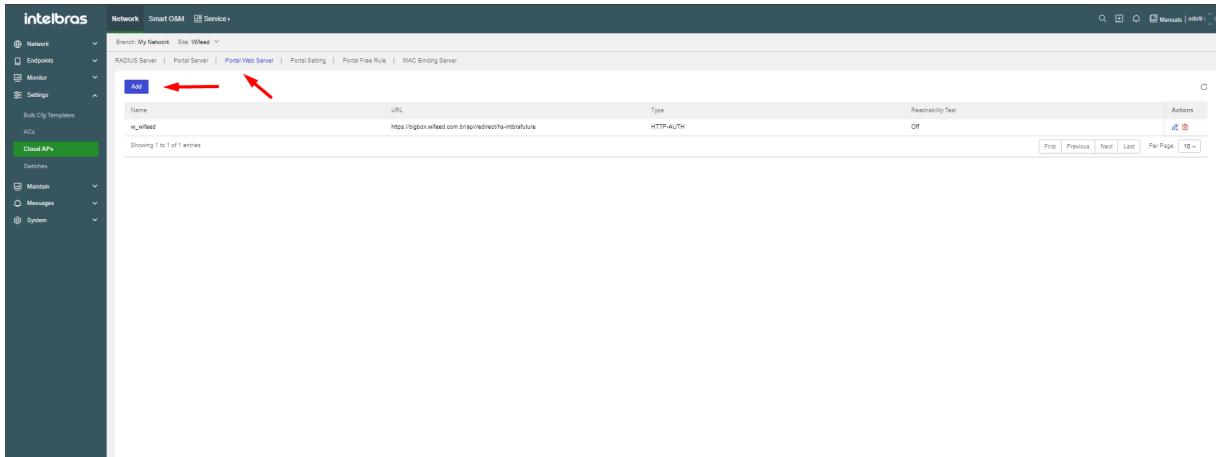 intelbras
Network Smart O&M Service
Manuals
Network
Branch: My Network Site: Wifeed
Endpoints
RADIUS Server | Portal Server | Portal Web Server | Portal Setting | Portal Free Rule | MAC Binding Server
Monitor
Settings
Add
Bulk Cfg Templates
ACs
Cloud APs
Switches
Maintain
Messages
System
Name URL Type Reachability Test Actions
w_wifeed https://bigbox.wifeed.com.br/api/redirect/hs-intbrafuture HTTP-AUTH Off
Showing 1 to 1 of 1 entries
First Previous Next Last Per Page 10